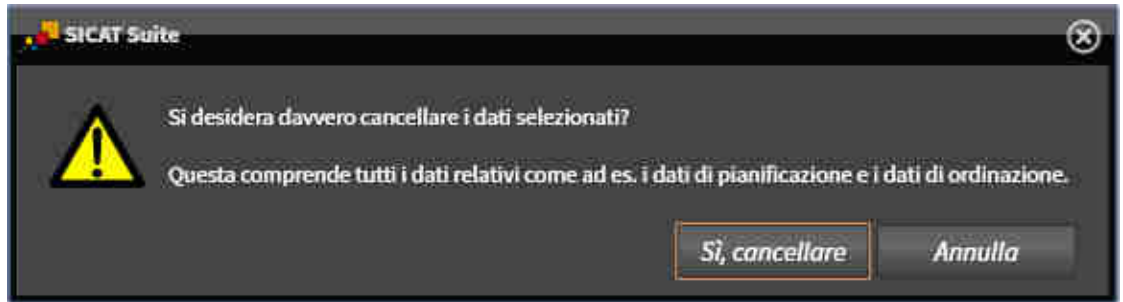 SICAT Suite
Si desidera davvero cancellare i dati selezionati?
Questa comprende tutti i dati relativi come ad es. i dati di pianificazione e i dati di ordinazione.
Sì, cancellare
Annulla